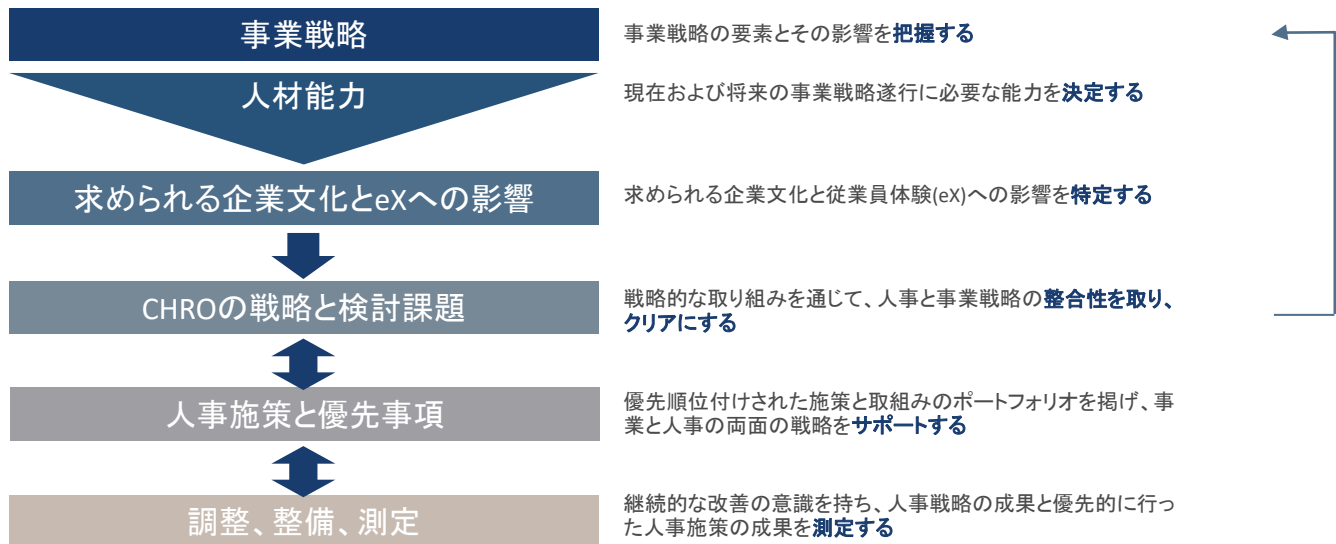 事業戦略
事業戦略の要素とその影響を把握する
人材能力
現在および将来の事業戦略遂行に必要な能力を決定する
求められる企業文化とeXへの影響
求められる企業文化と従業員体験(eX)への影響を特定する
CHROの戦略と検討課題
戦略的な取り組みを通じて、人事と事業戦略の整合性を取り、
クリアにする
人事施策と優先事項
優先順位付けされた施策と取組みのポートフォリオを掲げ、事
業と人事の両面の戦略をサポートする
調整、整備、測定
継続的な改善の意識を持ち、人事戦略の成果と優先的に行っ
た人事施策の成果を測定する